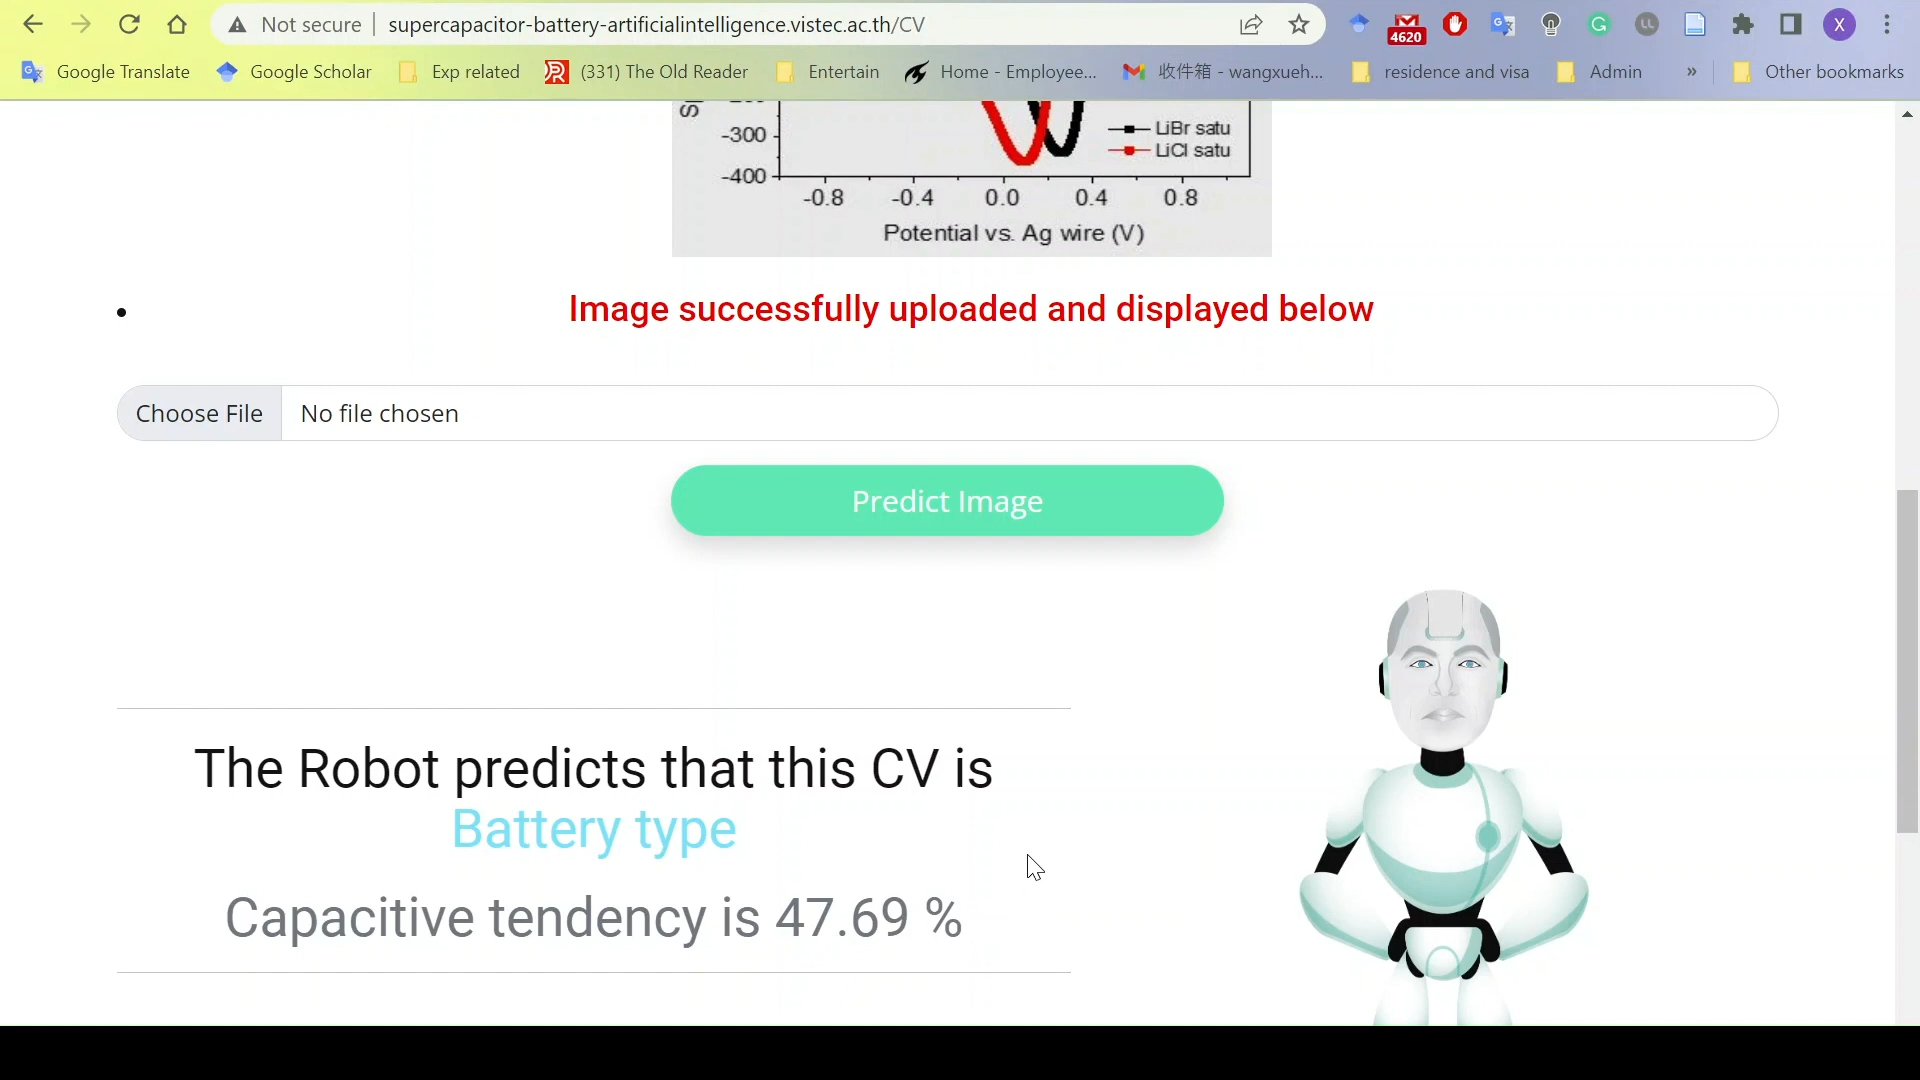 Not secure
supercapacitor-battery-artificialintelligence.vistec.ac.th/CV
4620
X
Google Translate
Google Scholar
Exp related
(331) The Old Reader
Entertain
Home - Employee...
收件箱 - wangxueh...
residence and visa
Admin
»
Other bookmarks
-300
-400
LiBr satu
LiCl satu
-0.8 -0.4 0.0 0.4 0.8
Potential vs. Ag wire (V)
• Image successfully uploaded and displayed below
Choose File No file chosen
Predict Image
The Robot predicts that this CV is
Battery type
Capacitive tendency is 47.69 %